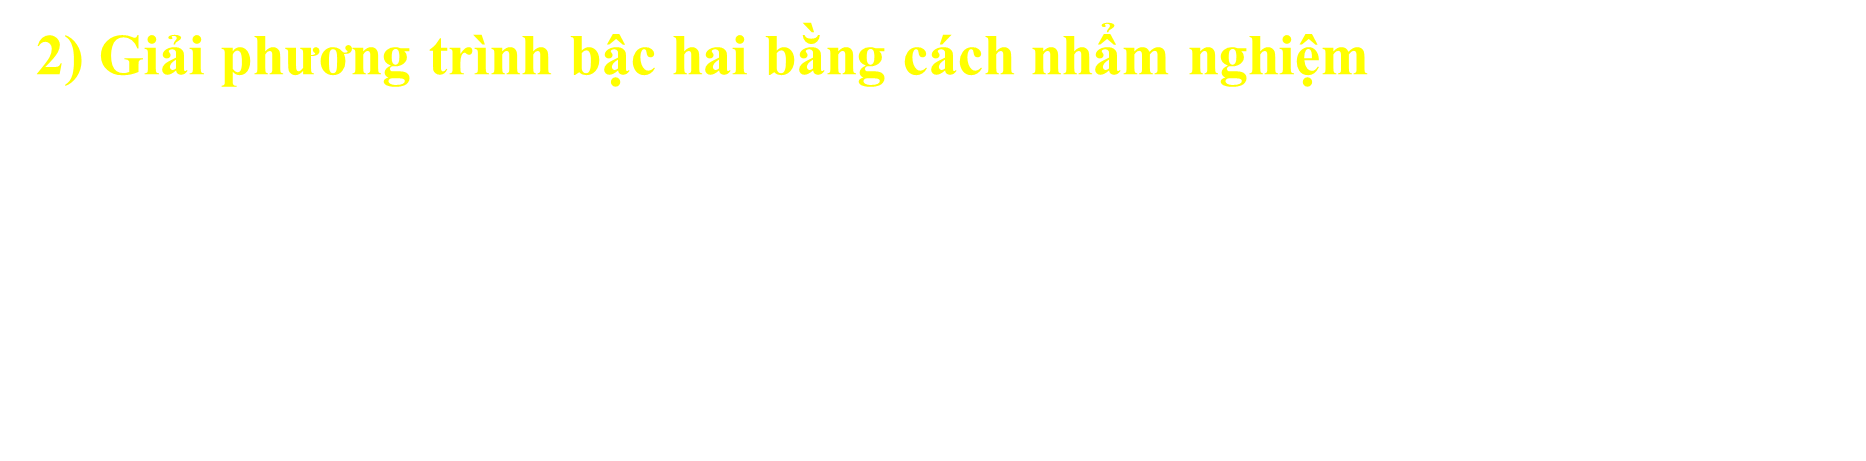 2) Giải phương trình bậc hai bằng cách nhẩm nghiệm